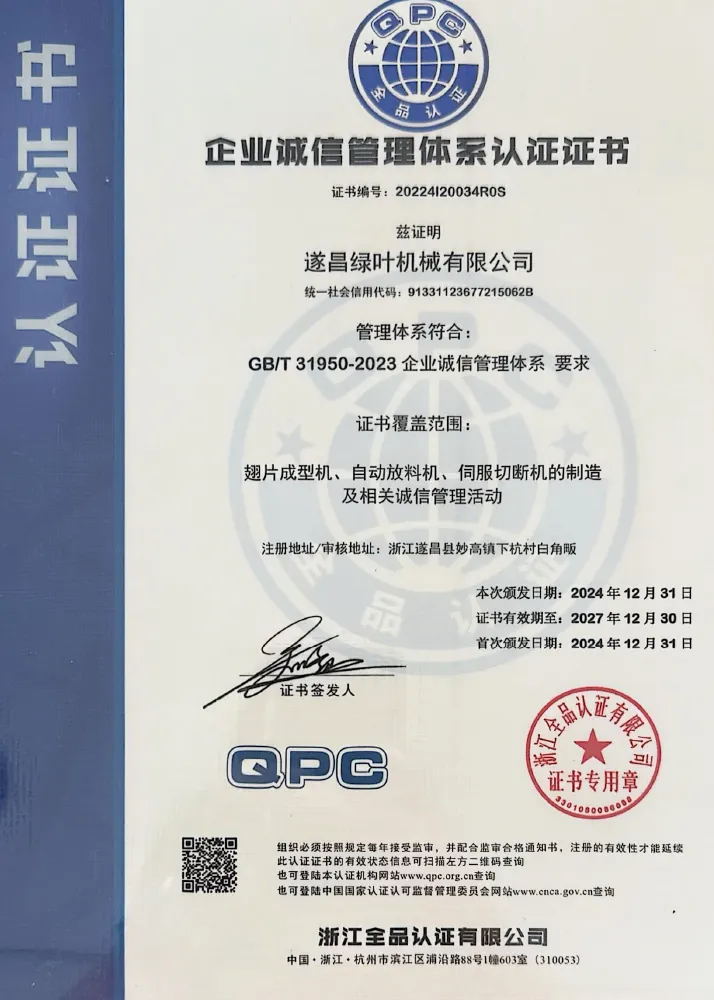 认证证书
QPC
全品认证
企业诚信管理体系认证证书
证书编号：20224I20034R0S
兹证明
遂昌绿叶机械有限公司
统一社会信用代码：91331123677215062B
管理体系符合：
GB/T 31950-2023 企业诚信管理体系 要求
证书覆盖范围：
翅片成型机、自动放料机、伺服切断机的制造
及相关诚信管理活动
注册地址/审核地址：浙江遂昌县妙高镇下杭村白角畈
本次颁发日期：2024 年 12 月 31 日
证书有效期至：2027 年 12 月 30 日
首次颁发日期：2024 年 12 月 31 日
证书签发人
QPC
浙江全品认证有限公司
证书专用章
组织必须按照规定每年接受监审，并配合监审合格通知书，注册的有效性才能延续
此认证证书的有效状态信息可扫描左方二维码查询
也可登陆本认证机构网站www.qpc.org.cn查询
也可登陆中国国家认证认可监督管理委员会网站www.cnca.gov.cn查询
浙江全品认证有限公司
中国·浙江·杭州市滨江区浦沿路88号1幢603室（310053）